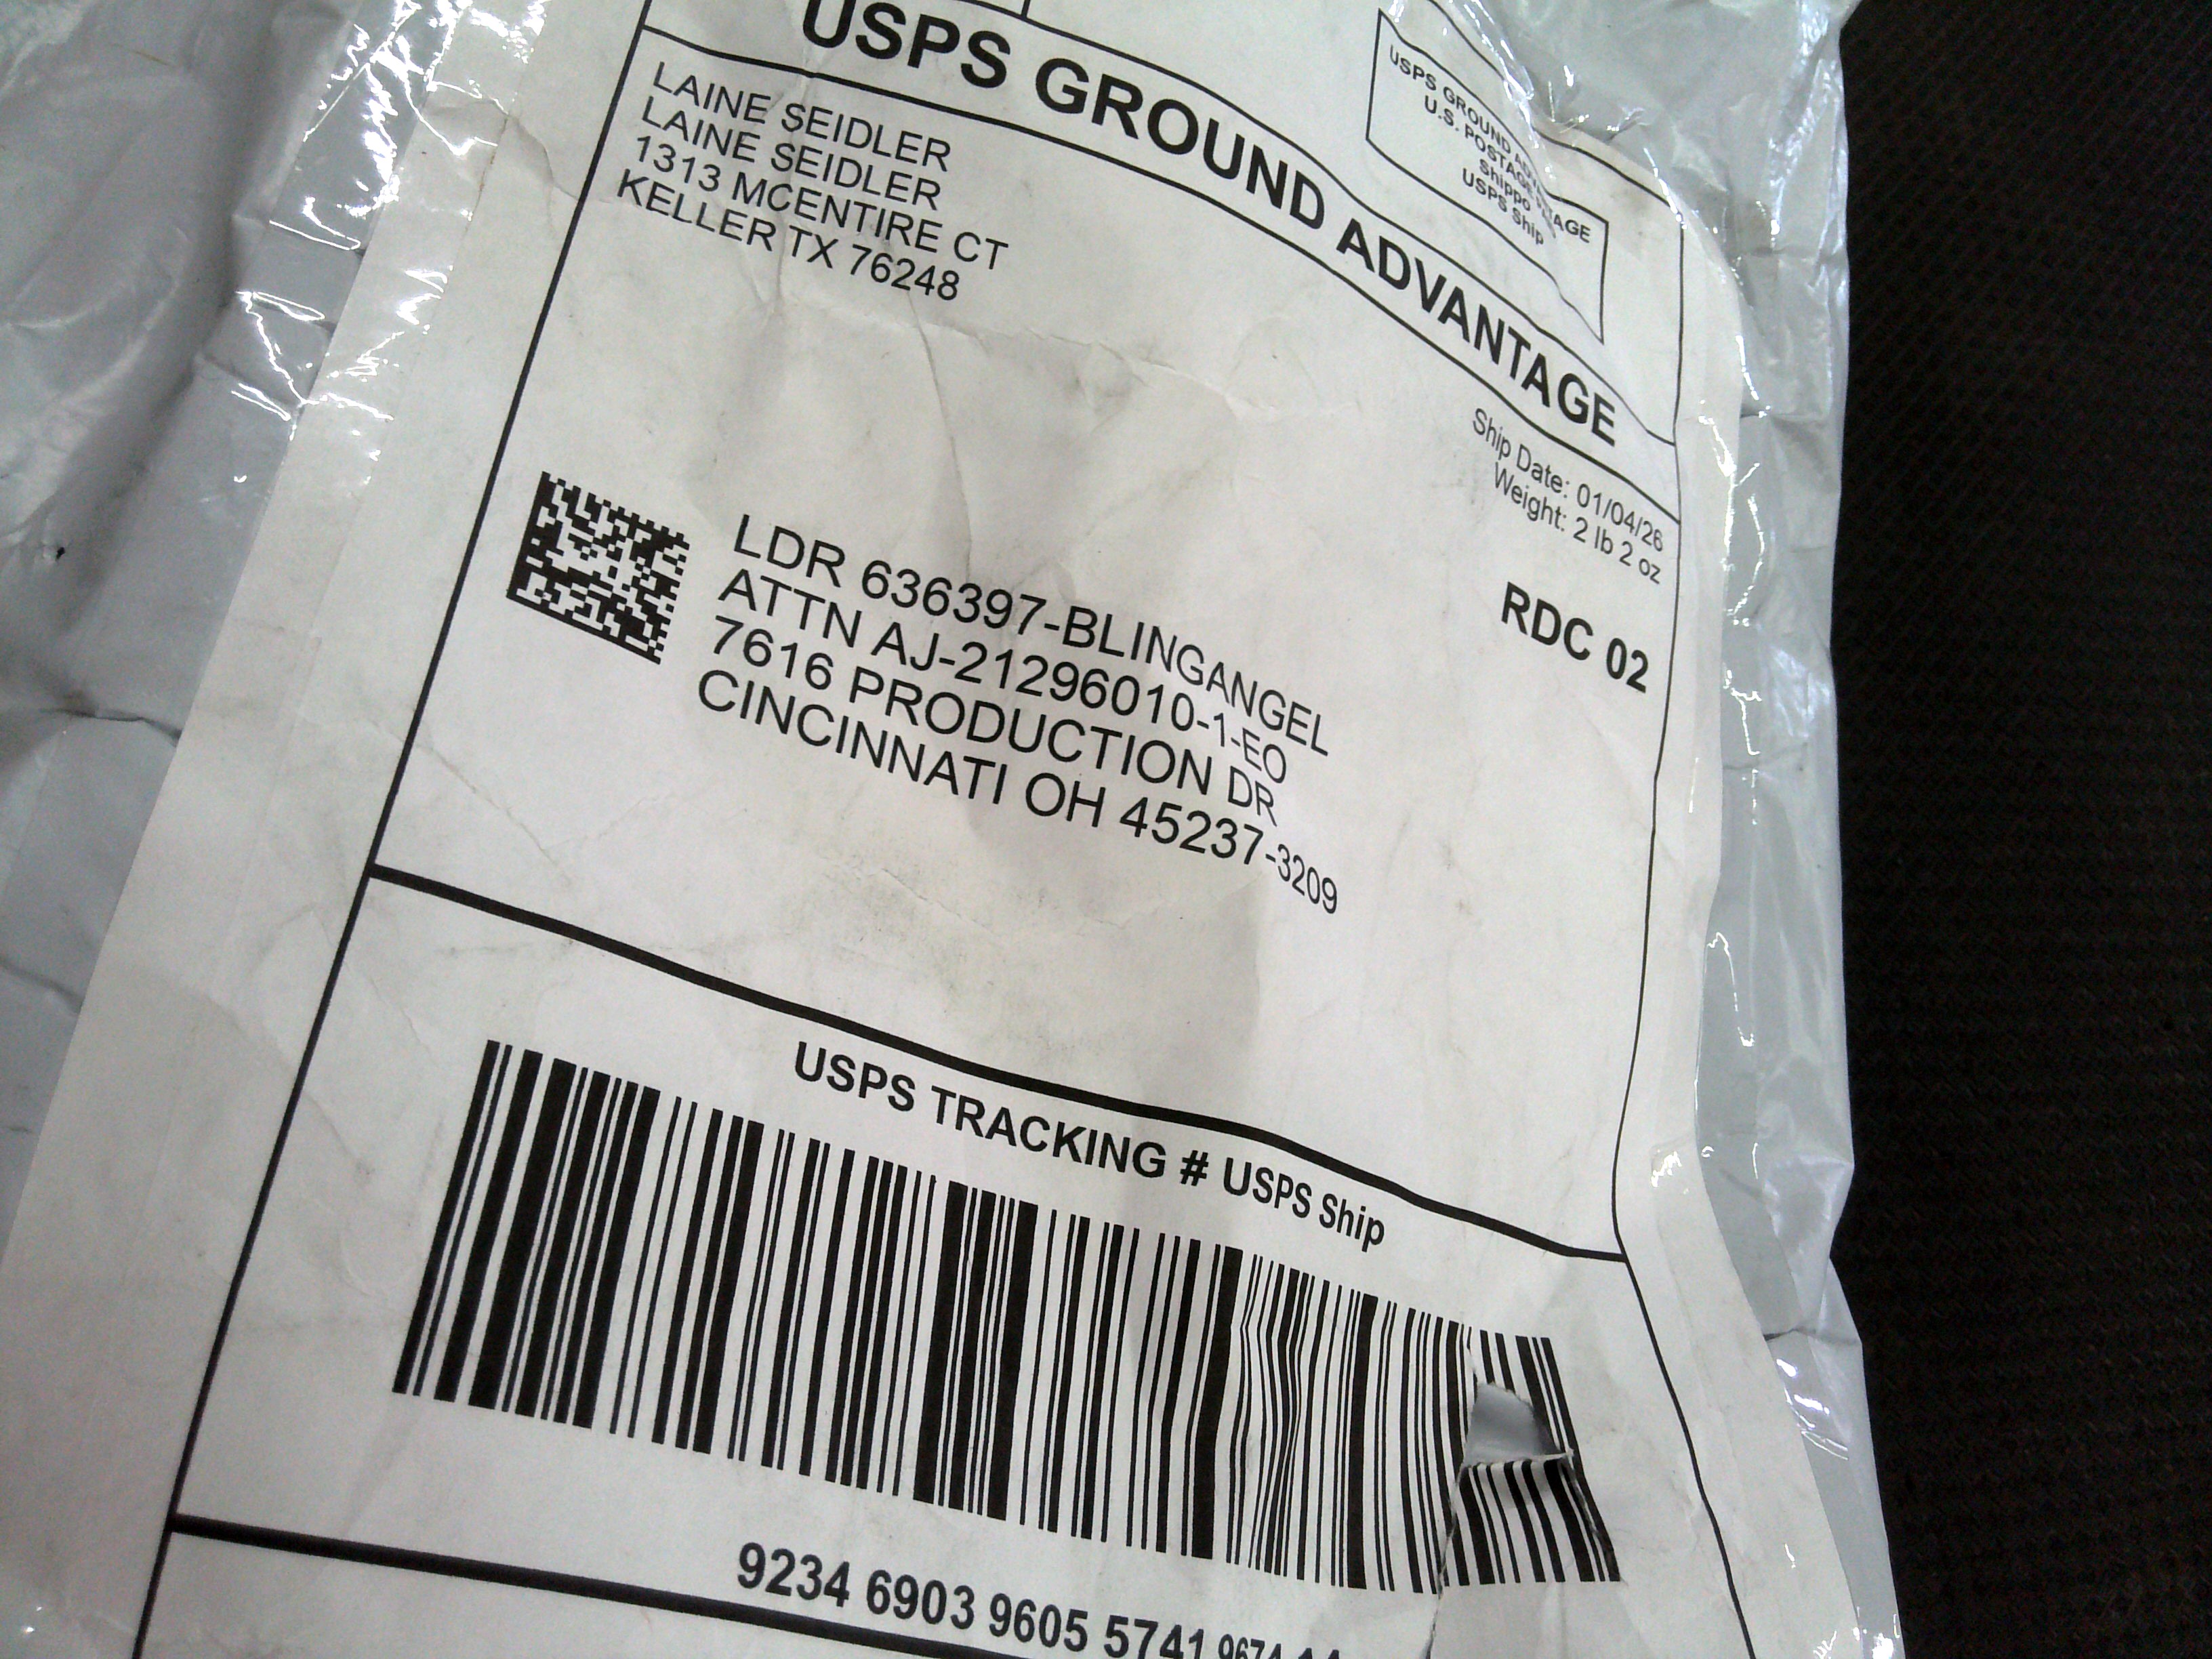 USPS GROUND ADVANTAGE
U.S. POSTAGE
Shippo
USPS Ship
USPS GROUND ADVANTAGE
LAINE SEIDLER
LAINE SEIDLER
1313 MCENTIRE CT
KELLER TX 76248
Ship Date: 01/04/26
Weight: 2 lb 2 oz
RDC 02
LDR 636397-BLINGANGEL
ATTN AJ-21296010-1-EO
7616 PRODUCTION DR
CINCINNATI OH 45237-3209
USPS TRACKING # USPS Ship
9234 6903 9605 5741 9674